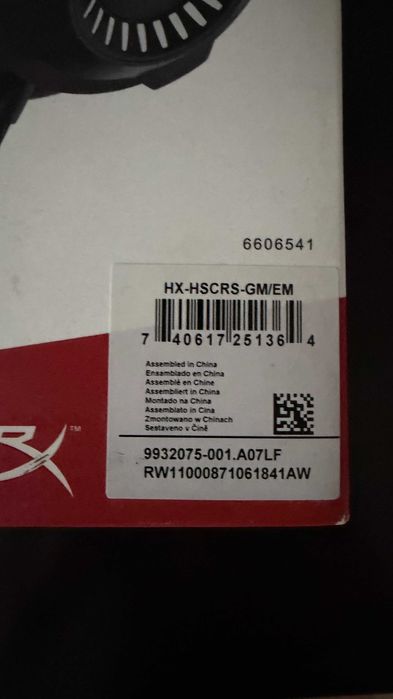 6606541
HX-HSCRS-GM/EM
7 40617 25136 4
Assembled in China
Ensamblado en China
Assemblé en Chine
Assembliert in China
Montado na China
Assemblato in Cina
Zmontowano w Chinach
Sestaveno v Číně
RX™
9932075-001.A07LF
RW11000871061841AW